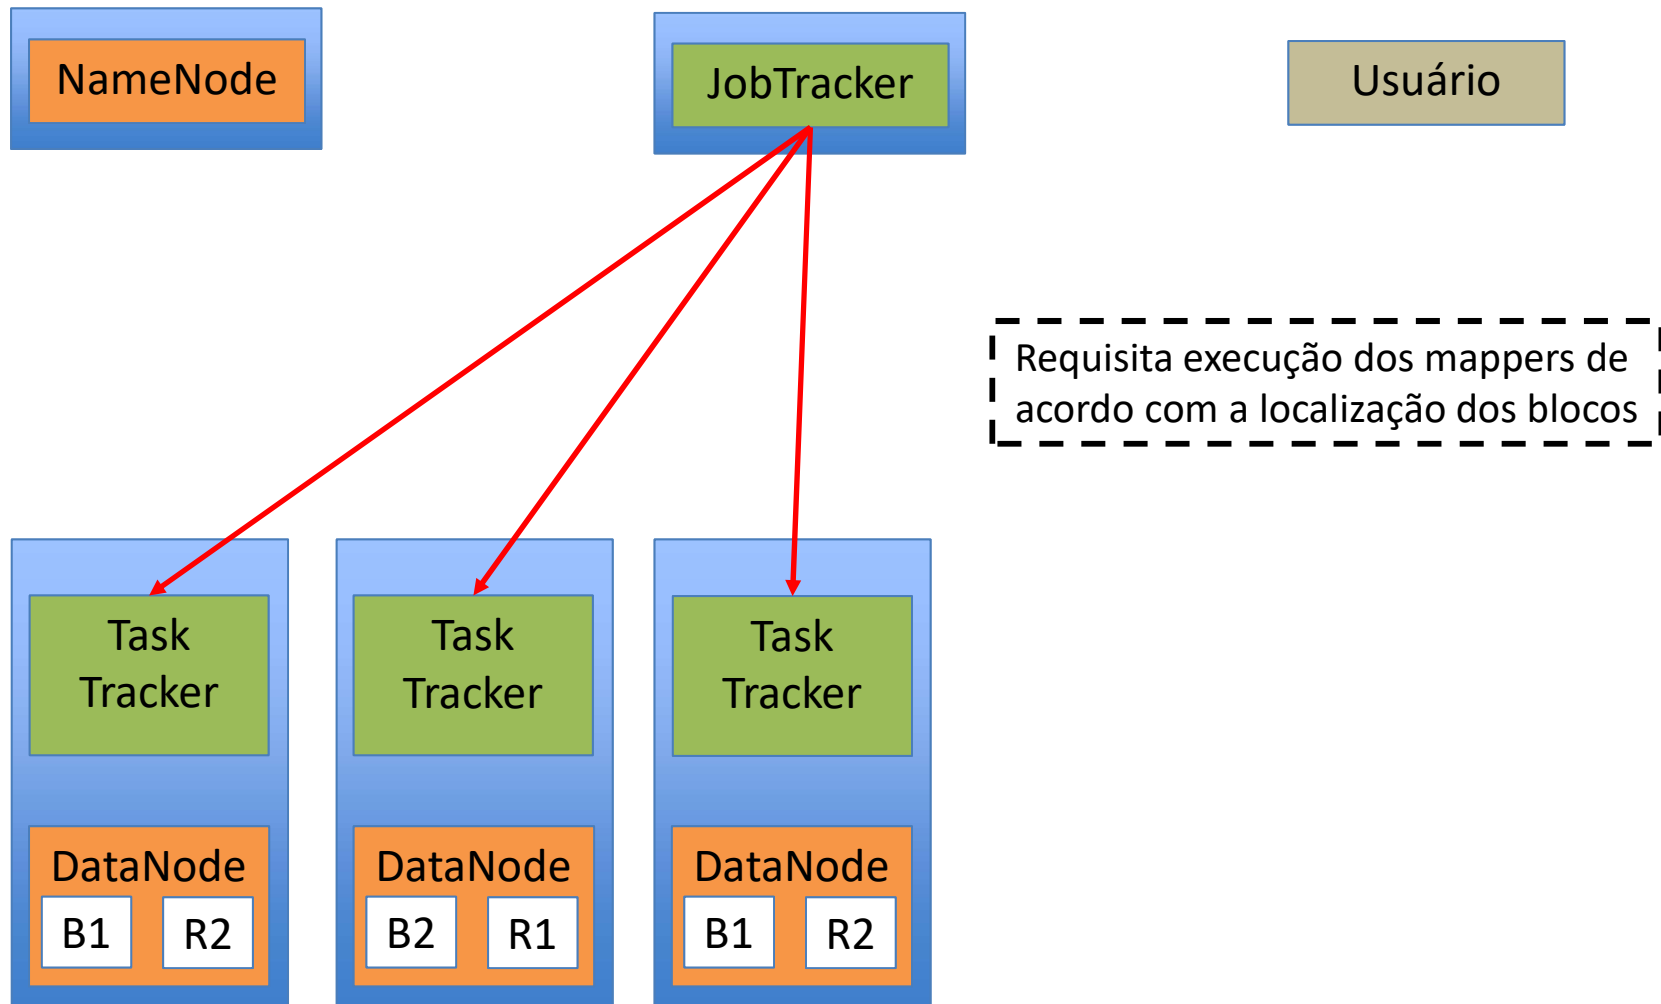 NameNode
JobTracker
Usuário
Requisita execução dos mappers de
acordo com a localização dos blocos
Task
Tracker
Task
Tracker
Task
Tracker
DataNode
B1 R2
DataNode
B2 R1
DataNode
B1 R2